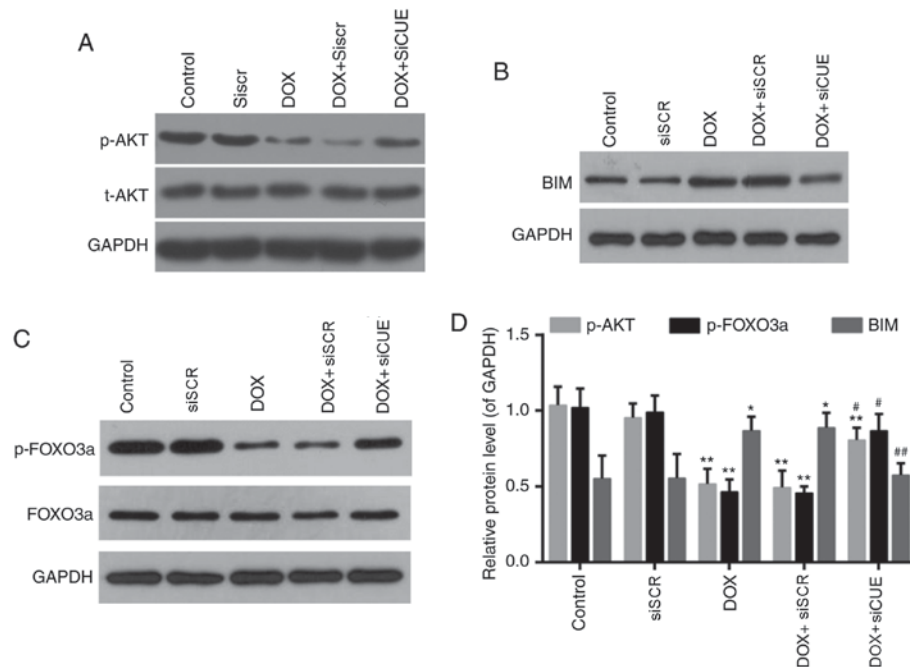 A
Control
Siscr
DOX
DOX+Siscr
DOX+SiCUE
p-AKT
t-AKT
GAPDH
B
Control
siSCR
DOX
DOX+ siSCR
DOX+ siCUE
BIM
GAPDH
C
Control
siSCR
DOX
DOX+ siSCR
DOX+ siCUE
p-FOXO3a
FOXO3a
GAPDH
D
p-AKT p-FOXO3a BIM
Relative protein level (of GAPDH)
1.5
1.0
0.5
0.0
** ** *
** ** *
# #
**
##
Control
siSCR
DOX
DOX+ siSCR
DOX+ siCUE